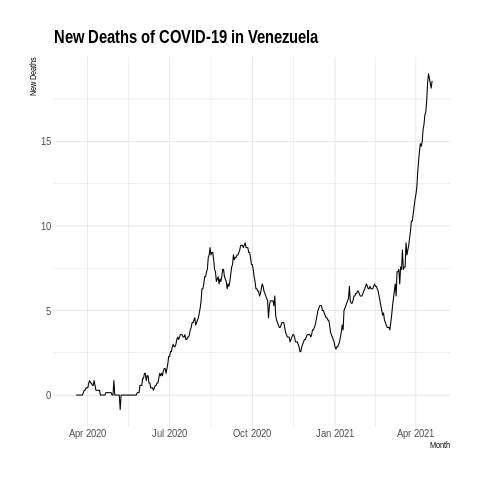 New Deaths of COVID-19 in Venezuela
New Deaths
15
10
5
0
Apr 2020 Jul 2020 Oct 2020 Jan 2021 Apr 2021
Month